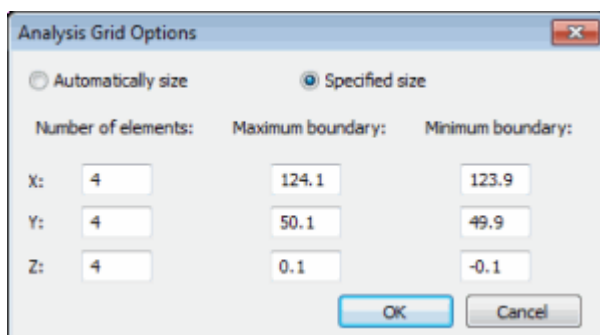 Analysis Grid Options
Automatically size Specified size
Number of elements: Maximum boundary: Minimum boundary:
X: 4 124.1 123.9
Y: 4 50.1 49.9
Z: 4 0.1 -0.1
OK Cancel